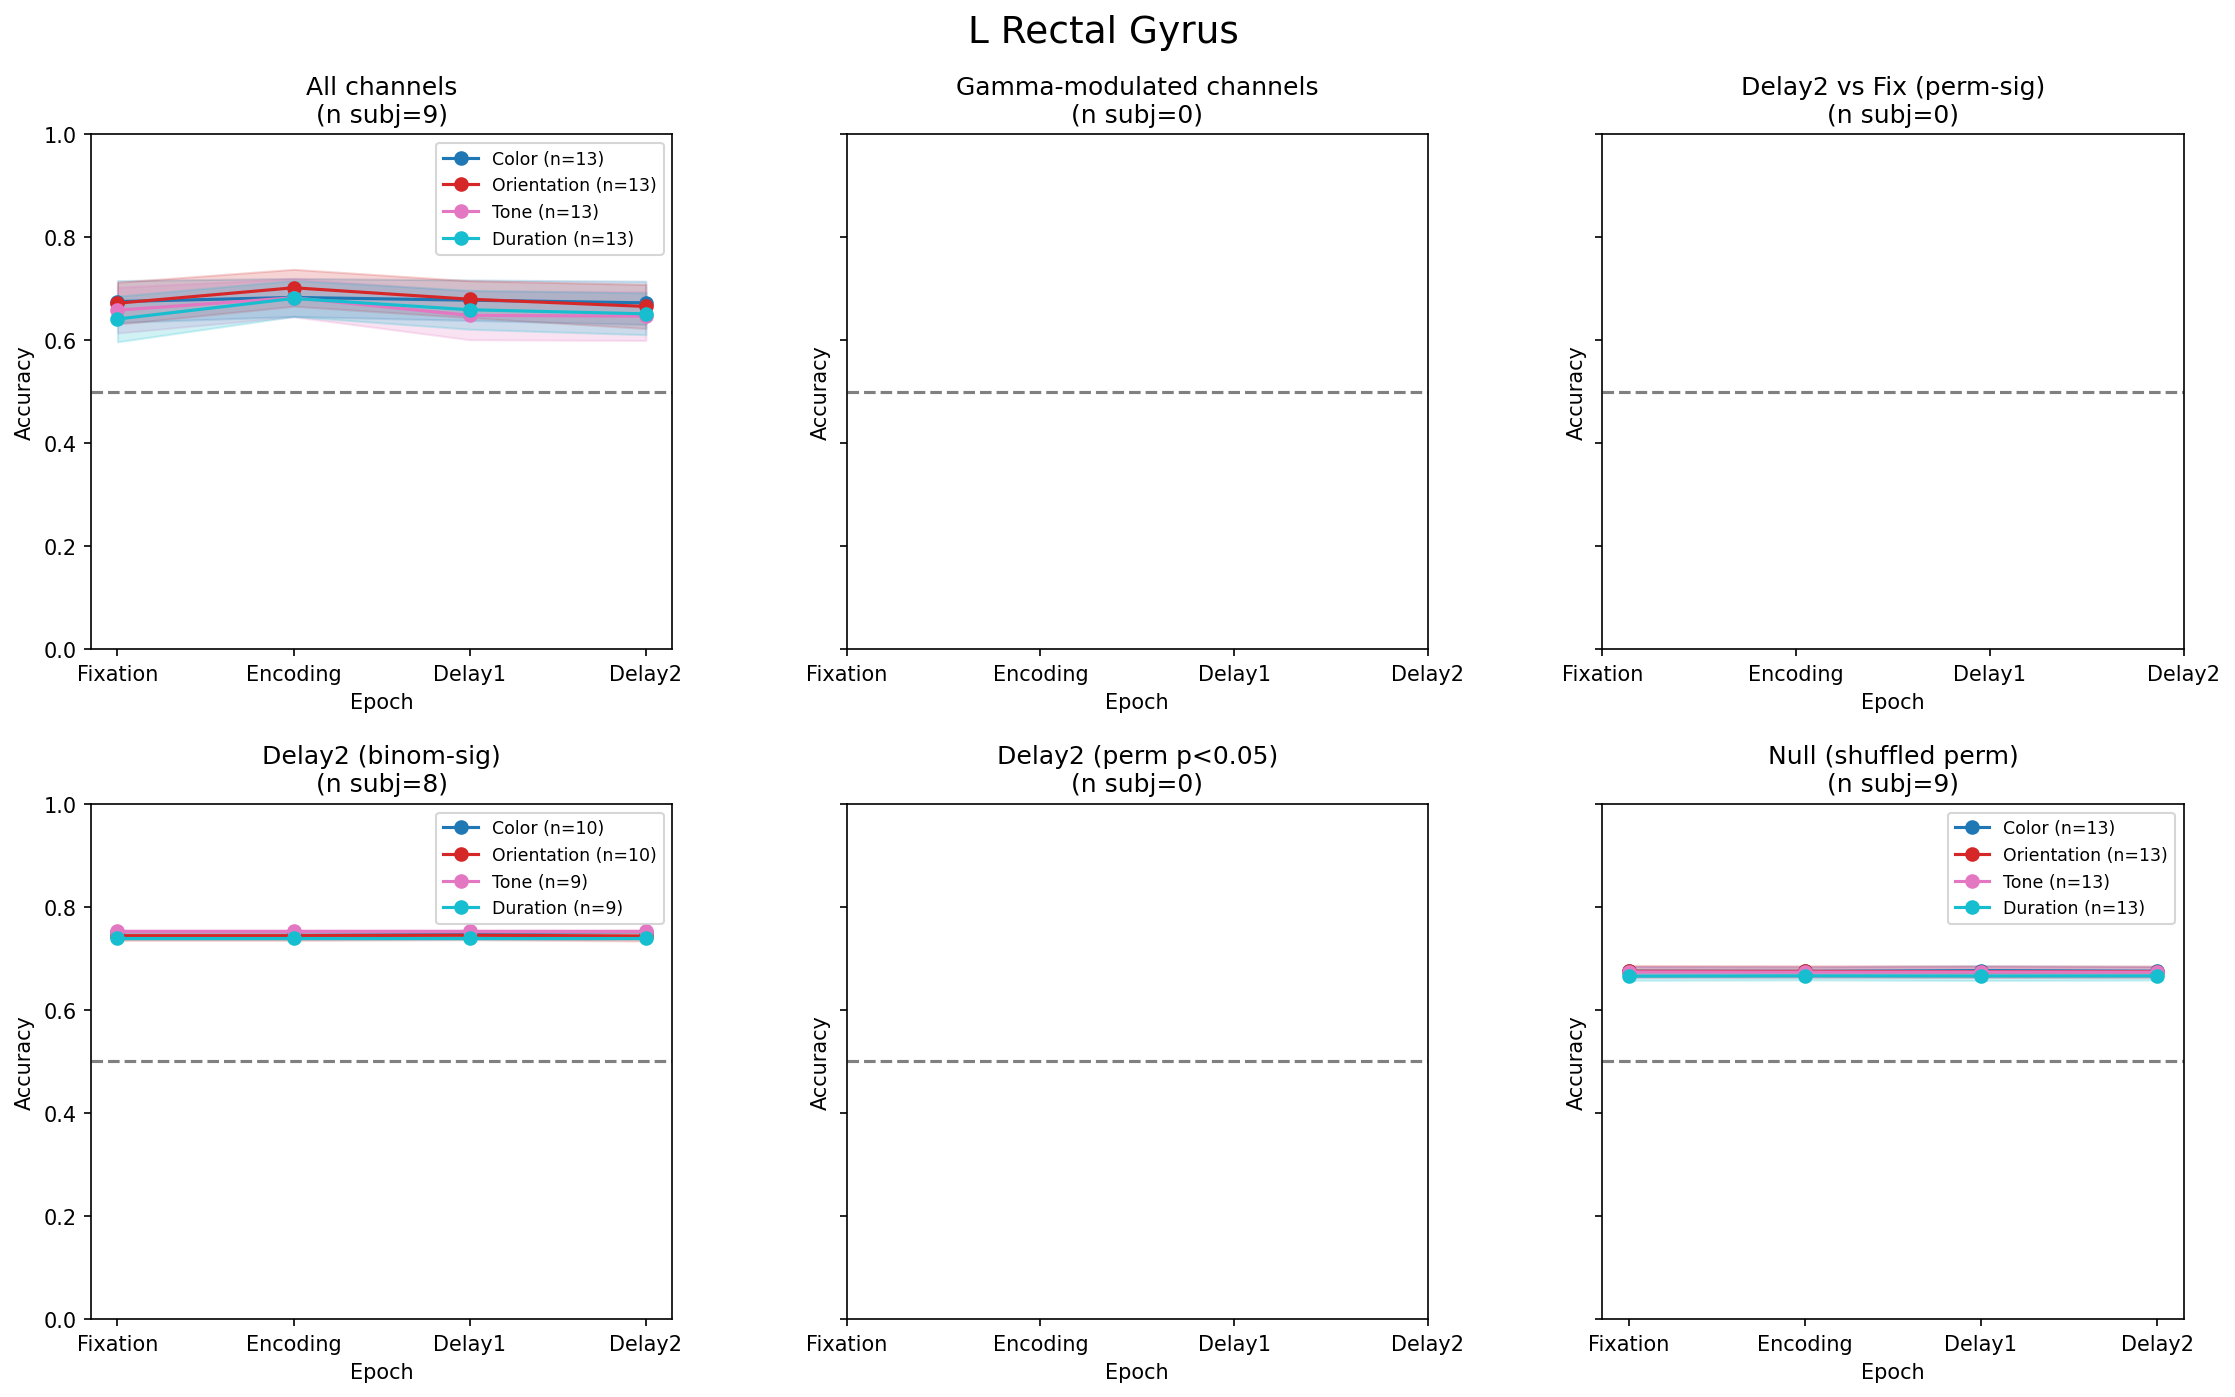 L Rectal Gyrus
All channels
(n subj=9)
1.0
0.8
0.6
0.4
0.2
0.0
Accuracy
Color (n=13)
Orientation (n=13)
Tone (n=13)
Duration (n=13)
Fixation Encoding Delay1 Delay2
Epoch
Gamma-modulated channels
(n subj=0)
Accuracy
Fixation Encoding Delay1 Delay2
Epoch
Delay2 vs Fix (perm-sig)
(n subj=0)
Accuracy
Fixation Encoding Delay1 Delay2
Epoch
Delay2 (binom-sig)
(n subj=8)
1.0
0.8
0.6
0.4
0.2
0.0
Accuracy
Color (n=10)
Orientation (n=10)
Tone (n=9)
Duration (n=9)
Fixation Encoding Delay1 Delay2
Epoch
Delay2 (perm p<0.05)
(n subj=0)
Accuracy
Fixation Encoding Delay1 Delay2
Epoch
Null (shuffled perm)
(n subj=9)
Accuracy
Color (n=13)
Orientation (n=13)
Tone (n=13)
Duration (n=13)
Fixation Encoding Delay1 Delay2
Epoch